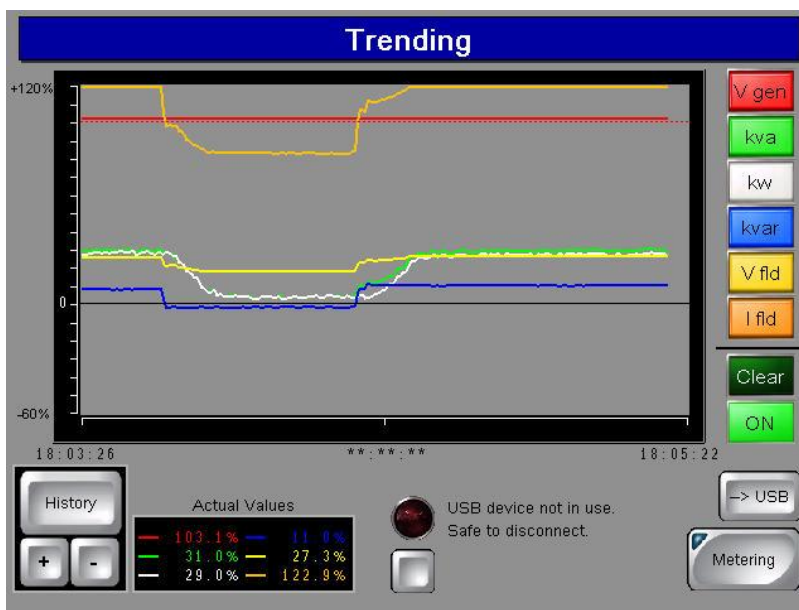 Trending
+120%
0
-60%
18:03:26
**:**:**
18:05:22
V gen
kva
kw
kvar
V fld
I fld
Clear
ON
History
+
-
Actual Values
103.1% 11.0%
31.0% 27.3%
29.0% 122.9%
USB device not in use.
Safe to disconnect.
-> USB
Metering